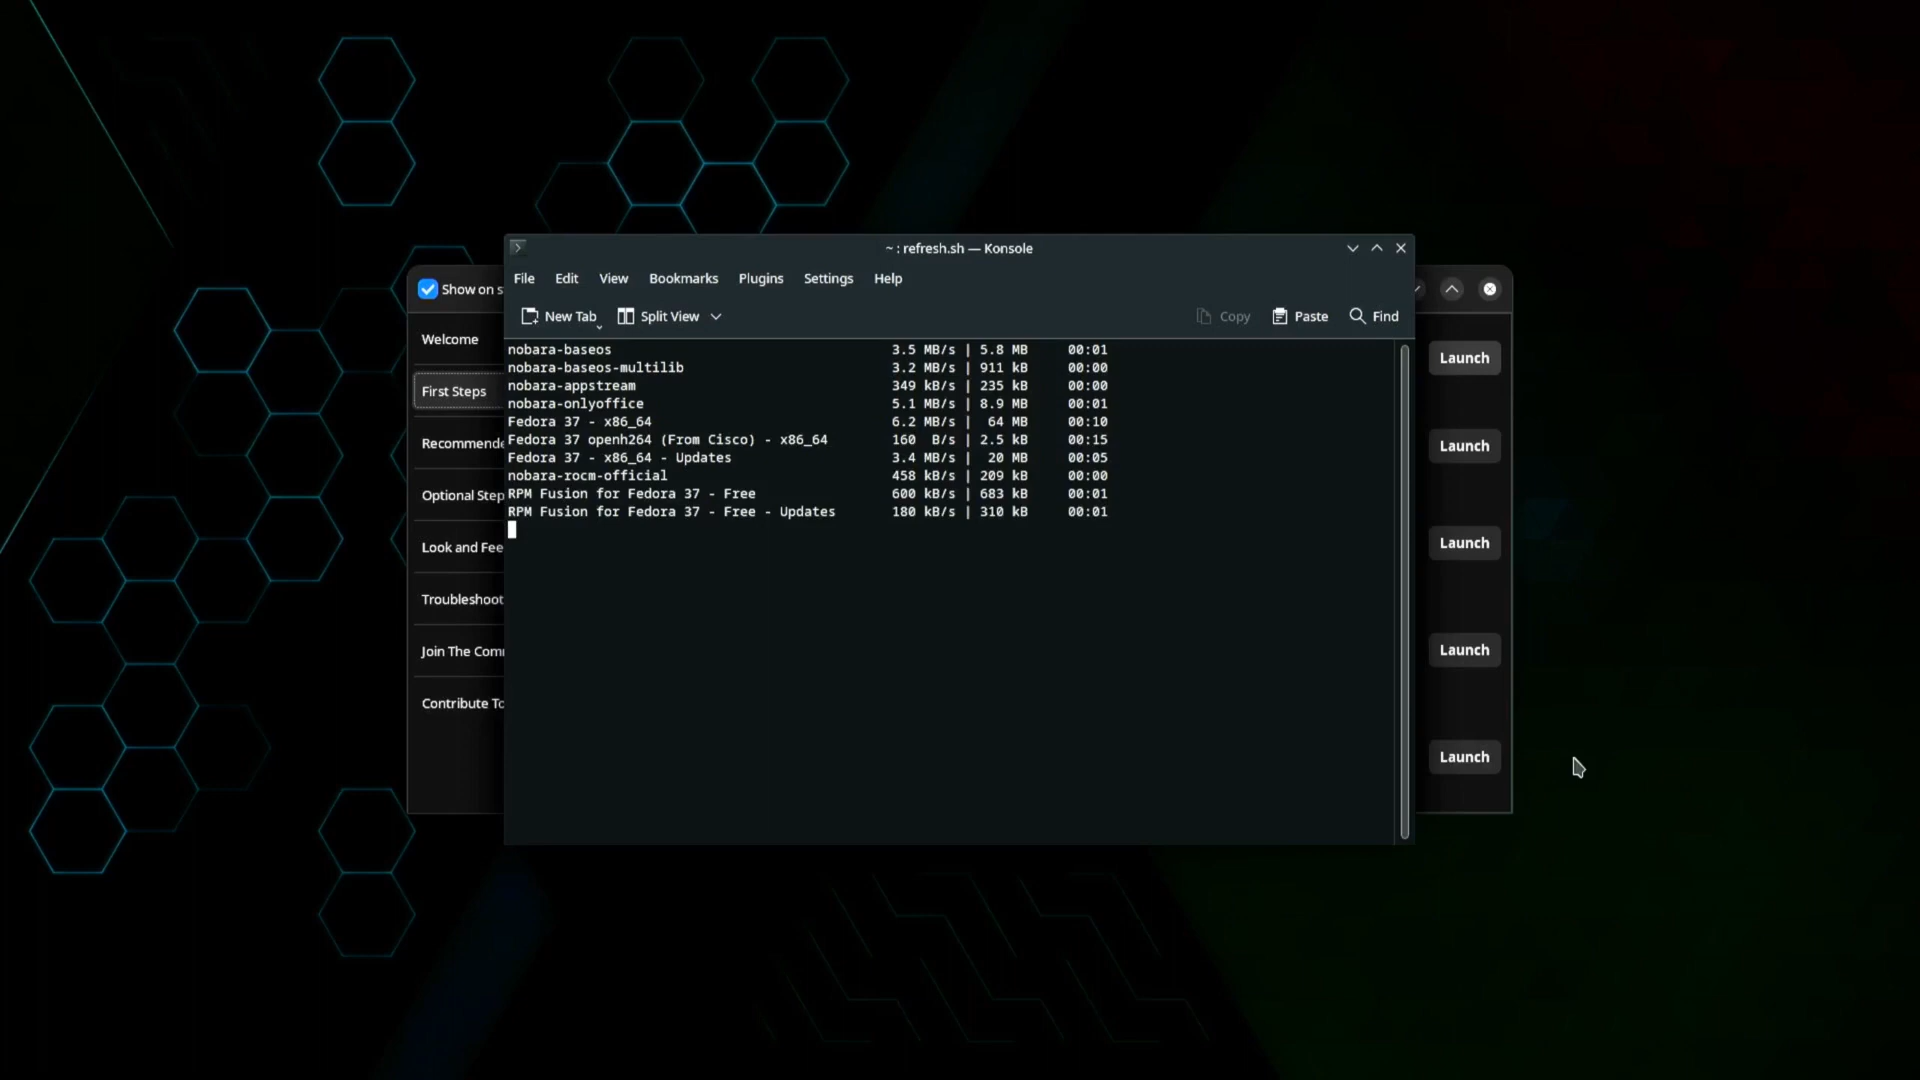 ~ : refresh.sh — Konsole
File Edit View Bookmarks Plugins Settings Help
New Tab Split View Copy Paste Find
nobara-baseos 3.5 MB/s | 5.8 MB 00:01
nobara-baseos-multilib 3.2 MB/s | 911 kB 00:00
nobara-appstream 349 kB/s | 235 kB 00:00
nobara-onlyoffice 5.1 MB/s | 8.9 MB 00:01
Fedora 37 - x86_64 6.2 MB/s | 64 MB 00:10
Fedora 37 openh264 (From Cisco) - x86_64 160 B/s | 2.5 kB 00:15
Fedora 37 - x86_64 - Updates 3.4 MB/s | 20 MB 00:05
nobara-rocm-official 458 kB/s | 209 kB 00:00
RPM Fusion for Fedora 37 - Free 600 kB/s | 683 kB 00:01
RPM Fusion for Fedora 37 - Free - Updates 180 kB/s | 310 kB 00:01
Show on s
Welcome
First Steps
Recommende
Optional Step
Look and Fee
Troubleshoot
Join The Com
Contribute To
Launch
Launch
Launch
Launch
Launch